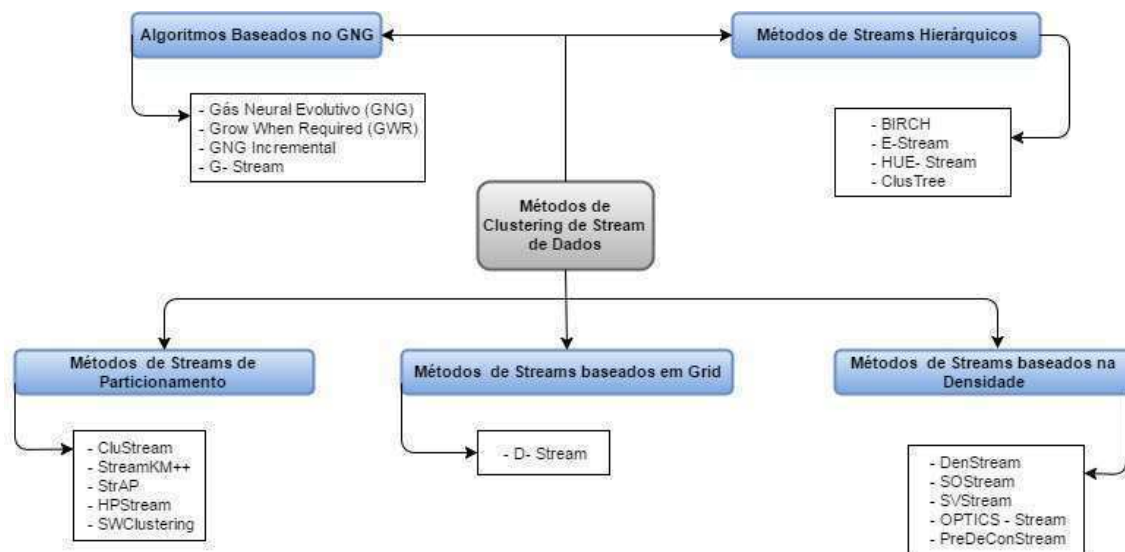 Algoritmos Baseados no GNG
Métodos de Streams Hierárquicos
- Gás Neural Evolutivo (GNG)
- Grow When Required (GWR)
- GNG Incremental
- G- Stream
- BIRCH
- E-Stream
- HUE- Stream
- ClusTree
Métodos de
Clustering de Stream
de Dados
Métodos de Streams de
Particionamento
Métodos de Streams baseados em Grid
Métodos de Streams baseados na
Densidade
- CluStream
- StreamKM++
- StrAP
- HPStream
- SWClustering
- D- Stream
- DenStream
- SOStream
- SVStream
- OPTICS - Stream
- PreDeConStream